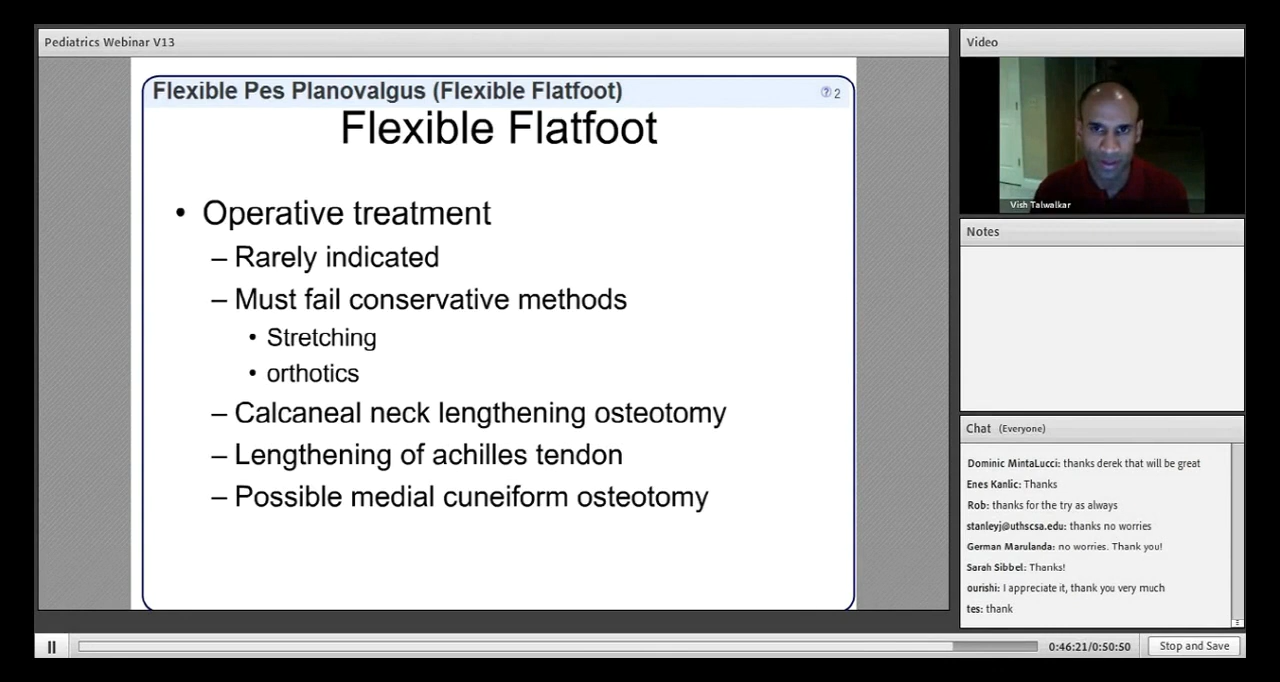 Pediatrics Webinar V13
Flexible Pes Planovalgus (Flexible Flatfoot)
? 2
Flexible Flatfoot
• Operative treatment
– Rarely indicated
– Must fail conservative methods
• Stretching
• orthotics
– Calcaneal neck lengthening osteotomy
– Lengthening of achilles tendon
– Possible medial cuneiform osteotomy
Video
Vish Talwalkar
Notes
Chat (Everyone)
Dominic MintaLucci: thanks derek that will be great
Enes Kanlic: Thanks
Rob: thanks for the try as always
stanleyj@uthscsa.edu: thanks no worries
German Marulanda: no worries. Thank you!
Sarah Sibbel: Thanks!
ourishi: I appreciate it, thank you very much
tes: thank
0:46:21/0:50:50
Stop and Save